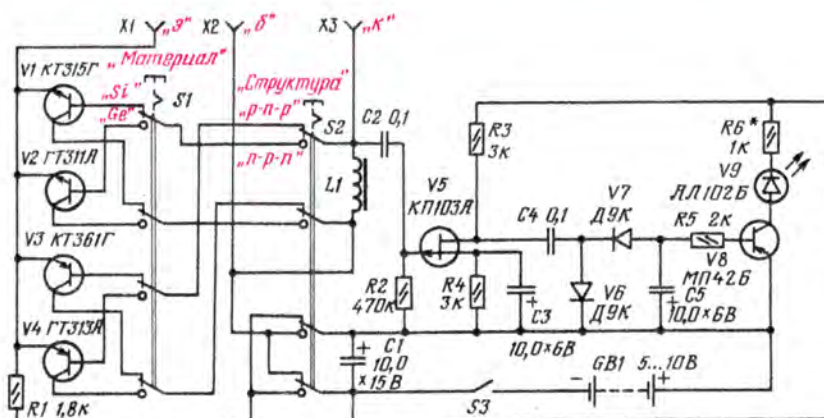 X1 „э" X2 „б" X3 „к"
V1 КТ315Г
„Материал"
„Si"
„Ge"
S1
„Структура"
„p-n-p"
S2
„n-p-n"
C2 0,1
R3
3к
R6*
1к
V9
АЛ102Б
V2 ГТ311А
L1
V5
КП103А
C4 0,1
V7
Д9К
R5 2к
V3 КТ361Г
R2
470к
R4
3к
C3
10,0×6В
V6
Д9К
V8
МП42Б
C5
10,0×6В
V4 ГТ313А
C1
10,0
×15В
GB1 5...10В
S3
R1 1,8к